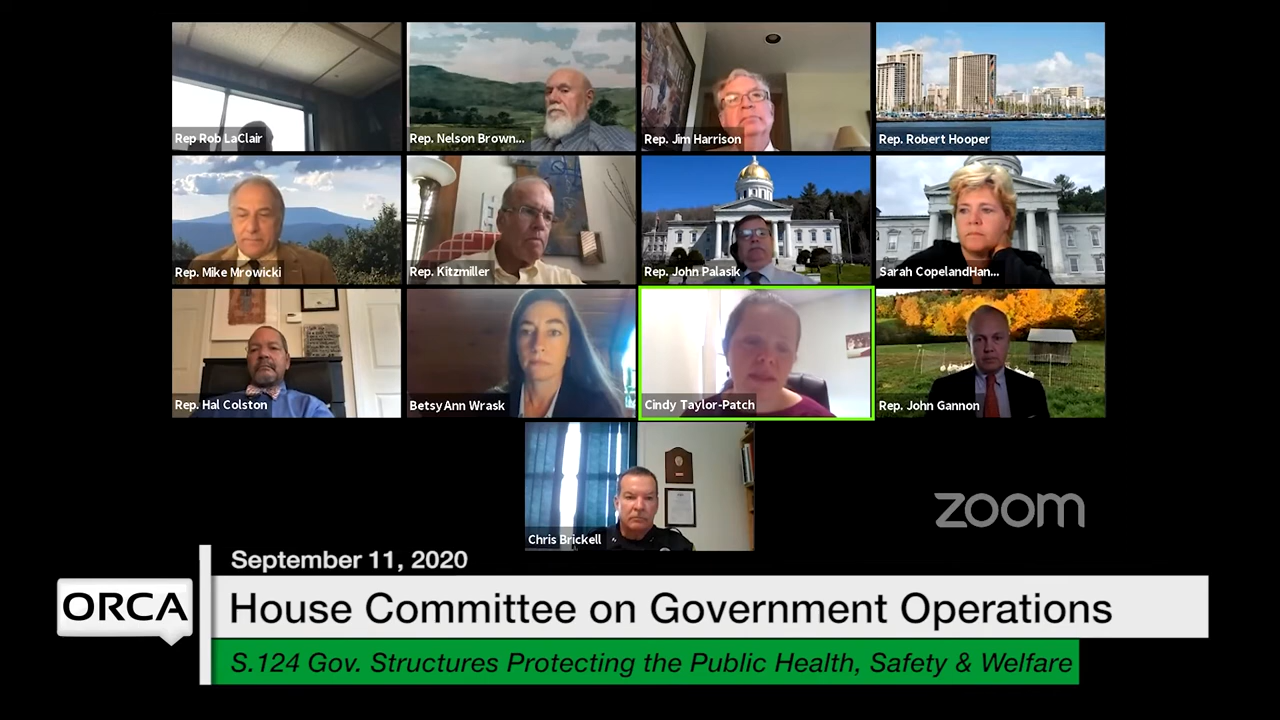 Rep Rob LaClair
Rep. Nelson Brown...
Rep. Jim Harrison
Rep. Robert Hooper
Rep. Mike Mrowicki
Rep. Kitzmiller
Rep. John Palasik
Sarah CopelandHan...
Rep. Hal Colston
Betsy Ann Wrask
Cindy Taylor-Patch
Rep. John Gannon
Chris Brickell
zoom
September 11, 2020
ORCA
House Committee on Government Operations
S.124 Gov. Structures Protecting the Public Health, Safety & Welfare